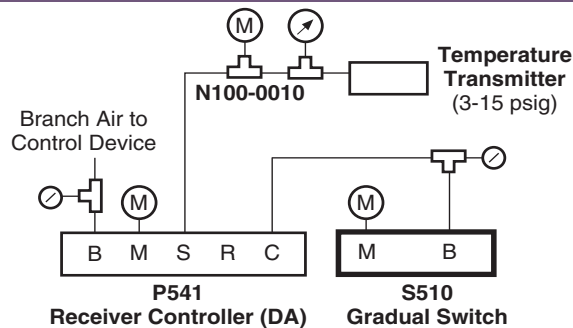 M
Temperature
Transmitter
(3-15 psig)
N100-0010
Branch Air to
Control Device
M
M
B M S R C
M B
P541
Receiver Controller (DA)
S510
Gradual Switch